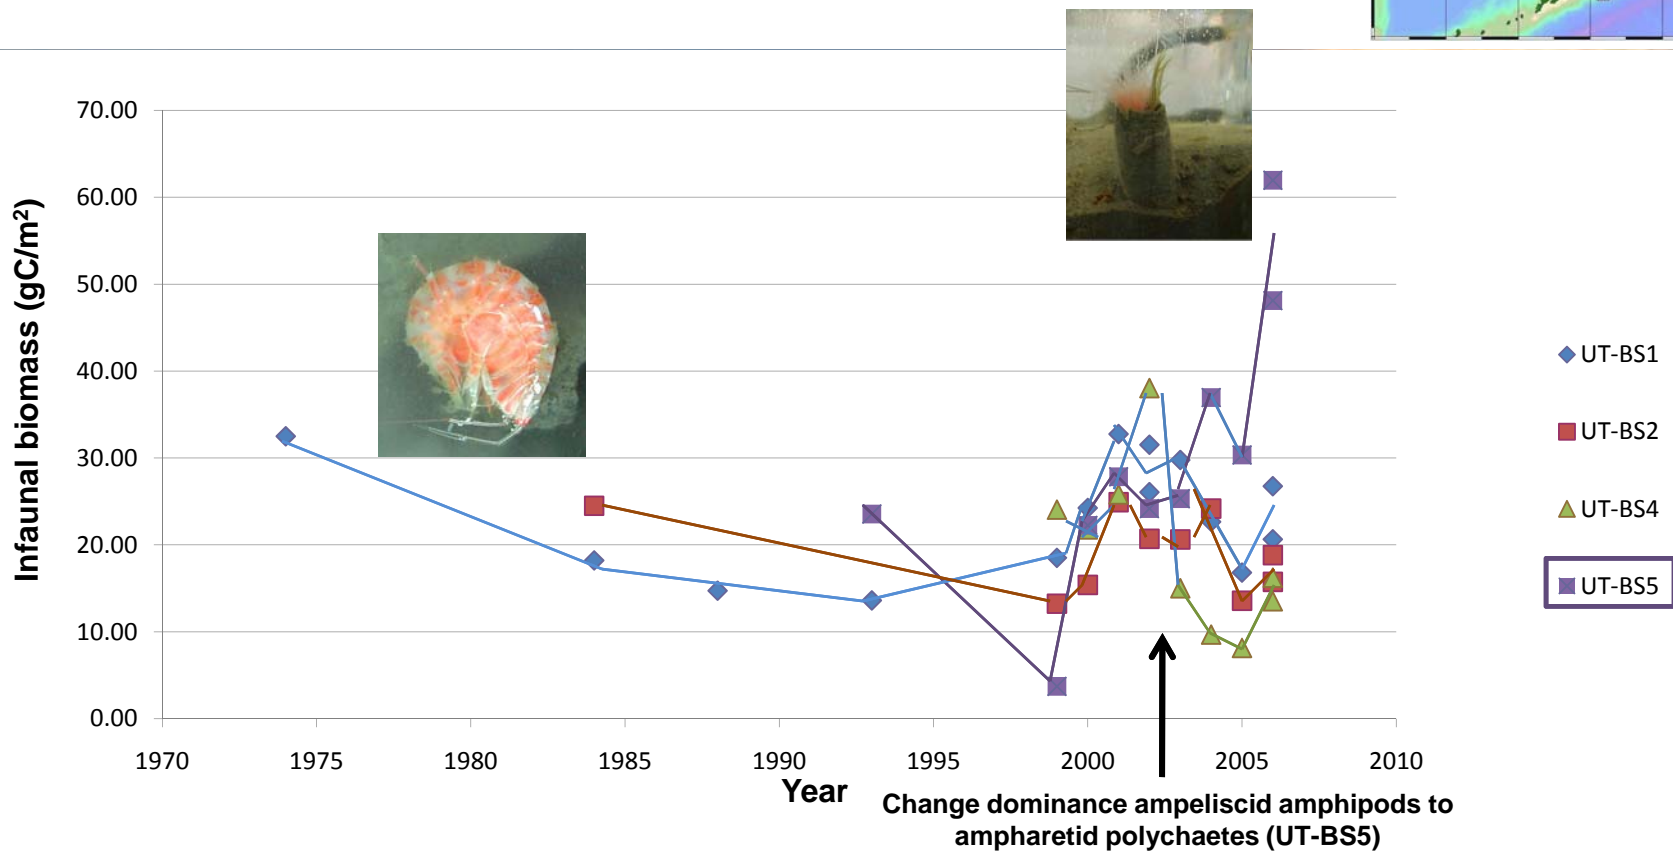 70.00
60.00
50.00
40.00
30.00
20.00
10.00
0.00
Infaunal biomass (gC/m²)
1970 1975 1980 1985 1990 1995 2000 2005 2010
Year
Change dominance ampeliscid amphipods to
ampharetid polychaetes (UT-BS5)
UT-BS1
UT-BS2
UT-BS4
UT-BS5